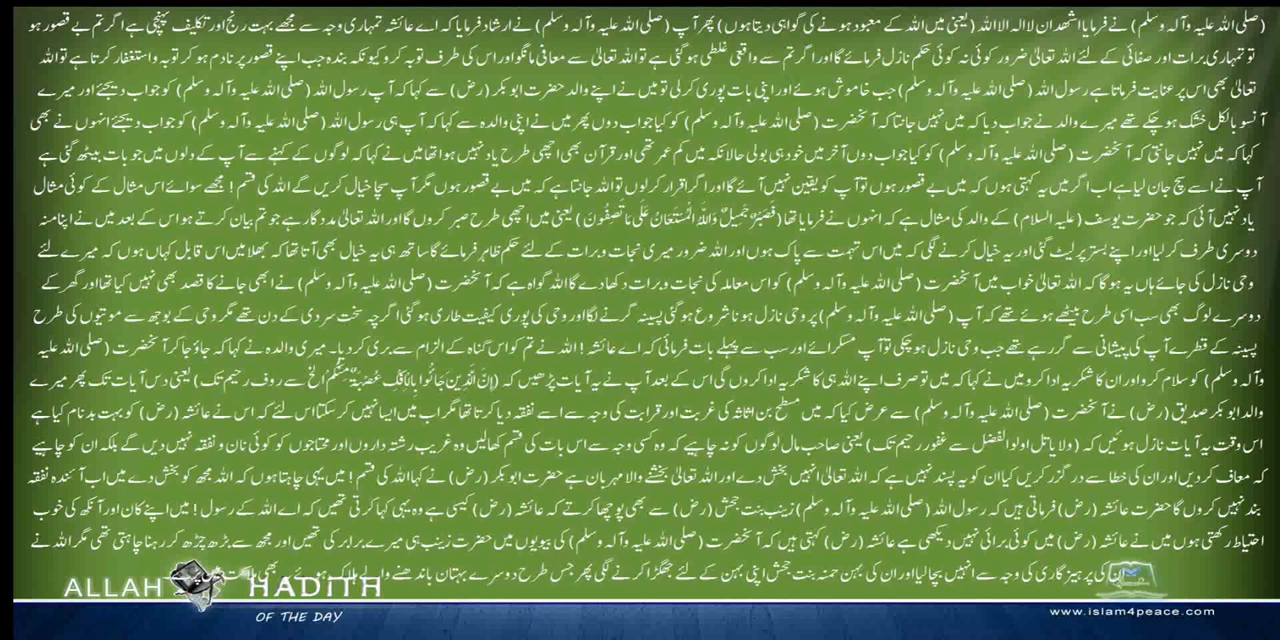 (صلی اللہ علیہ وآلہ وسلم) نے فرمایا اشھدان لاالہ الا اللہ (یعنی میں اللہ کے معبود ہونے کی گواہی دیتا ہوں) پھر آپ (صلی اللہ علیہ وآلہ وسلم) نے ارشاد فرمایا کہ اے عائشہ تمہاری وجہ سے مجھے بہت رنج اور تکلیف پہنچی ہے اگر تم بے قصور ہو
تو تمہاری برات اور صفائی کے لئے اللہ تعالیٰ ضرور کوئی نہ کوئی حکم نازل فرمائے گا اور اگر تم سے واقعی غلطی ہوگئی ہے تو اللہ تعالیٰ سے معافی مانگو اور اس کی طرف توبہ کرو کیونکہ بندہ جب اپنے قصور پر نادم ہو کر توبہ و استغفار کرتا ہے تو اللہ
تعالیٰ بھی اس پر عنایت فرماتا ہے رسول اللہ (صلی اللہ علیہ وآلہ وسلم) جب خاموش ہوئے اور اپنی بات پوری کرلی تو میں نے اپنے والد حضرت ابوبکر (رض) سے کہا کہ آپ رسول اللہ (صلی اللہ علیہ وآلہ وسلم) کو جواب دیجئے اور میرے
آنسو بالکل خشک ہوچکے تھے میرے والد نے جواب دیا کہ میں نہیں جانتا کہ آنحضرت (صلی اللہ علیہ وآلہ وسلم) کو کیا جواب دوں پھر میں نے اپنی والدہ سے کہا کہ آپ ہی رسول اللہ (صلی اللہ علیہ وآلہ وسلم) کو جواب دیجئے انہوں نے بھی
کہا کہ میں نہیں جانتی کہ آنحضرت (صلی اللہ علیہ وآلہ وسلم) کو کیا جواب دوں آخر میں خود ہی بولی حالانکہ میں کم عمر تھی اور قرآن بھی اچھی طرح یاد نہیں ہوا تھا میں نے کہا کہ لوگوں کے کہنے سے آپ کے دلوں میں جو بات بیٹھ گئی ہے
آپ نے اسے سچ جان لیا ہے اب اگر میں یہ کہتی ہوں کہ میں بے قصور ہوں تو آپ کو یقین نہیں آئے گا اور اگر اقرار کرلوں تو اللہ جانتا ہے کہ میں بے قصور ہوں مگر آپ سچا خیال کریں گے اللہ کی قسم ! مجھے سوائے اس مثال کے کوئی مثال
یاد نہیں آئی کہ جو حضرت یوسف (علیہ السلام) کے والد کی مثال ہے کہ انہوں نے فرمایا تھا (فَصَبْرٌ جَمِيلٌ وَاللَّهُ الْمُسْتَعَانُ عَلَى مَا تَصِفُونَ) یعنی میں اچھی طرح صبر کروں گا اور اللہ تعالیٰ مددگار ہے جو تم بیان کرتے ہو اس کے بعد میں نے اپنا منہ
دوسری طرف کرلیا اور اپنے بستر پر لیٹ گئی اور یہ خیال کرنے لگی کہ میں اس تہمت سے پاک ہوں اور اللہ ضرور میری نجات و برات کے لئے حکم ظاہر فرمائے گا ساتھ ہی یہ خیال بھی آتا تھا کہ بھلا میں اس قابل کہاں ہوں کہ میرے لئے
وحی نازل کی جائے ہاں یہ ہوگا کہ اللہ تعالیٰ خواب میں آنحضرت (صلی اللہ علیہ وآلہ وسلم) کو اس معاملہ کی نجات و برات دکھا دے گا اللہ گواہ ہے کہ آنحضرت (صلی اللہ علیہ وآلہ وسلم) نے ابھی جانے کا قصد بھی نہیں کیا تھا اور گھر کے
دوسرے لوگ بھی سب اسی طرح بیٹھے ہوئے تھے کہ آپ (صلی اللہ علیہ وآلہ وسلم) پر وحی نازل ہونا شروع ہوگئی پسینہ گرنے لگا اور وحی کی پوری کیفیت طاری ہوگئی اگرچہ سخت سردی کے دن تھے مگر وحی کے بوجھ سے موتیوں کی طرح
پسینہ کے قطرے آپ کی پیشانی سے گر رہے تھے جب وحی نازل ہوچکی تو آپ مسکرائے اور سب سے پہلے بات فرمائی کہ اے عائشہ ! اللہ نے تم کو اس گناہ کے الزام سے بری کردیا۔ میری والدہ نے کہا کہ جاؤ جا کر آنحضرت (صلی اللہ علیہ
وآلہ وسلم) کو سلام کرو اور ان کا شکریہ ادا کرو میں نے کہا کہ میں تو صرف اپنے اللہ ہی کا شکریہ ادا کروں گی اس کے بعد آپ نے یہ آیات پڑھیں کہ (إِنَّ الَّذِينَ جَائُوا بِالْإِفْكِ عُصْبَةٌ مِنْكُمْ الخ سے روف رحیم تک) یعنی دس آیات تک پھر میرے
والد ابوبکر صدیق (رض) نے آنحضرت (صلی اللہ علیہ وآلہ وسلم) سے عرض کیا کہ میں مسطح بن اثاثہ کی غربت اور قرابت کی وجہ سے اسے نفقہ دیا کرتا تھا مگر اب میں ایسا نہیں کرسکتا اس لئے کہ اس نے عائشہ (رض) کو بہت بدنام کیا ہے
اس وقت یہ آیات نازل ہوئیں کہ (ولا یاتل اولوا الفضل سے غفور رحیم تک) یعنی صاحب مال لوگوں کو نہ چاہیے کہ وہ کسی وجہ سے اس بات کی قسم کھالیں وہ غریب رشتہ داروں اور محتاجوں کو کوئی نان و نفقہ نہیں دیں گے بلکہ ان کو چاہیے
کہ معاف کردیں اور ان کی خطا سے در گزر کریں کیا ان کو یہ پسند نہیں ہے کہ اللہ تعالیٰ انہیں بخش دے اور اللہ تعالیٰ بخشنے والا مہربان ہے حضرت ابوبکر (رض) نے کہا اللہ کی قسم ! میں یہی چاہتا ہوں کہ اللہ مجھ کو بخش دے میں اب آئندہ نفقہ
بند نہیں کروں گا حضرت عائشہ (رض) فرماتی ہیں کہ رسول اللہ (صلی اللہ علیہ وآلہ وسلم) زینب بنت جحش (رض) سے بھی پوچھا کرتے کہ عائشہ (رض) کیسی ہے وہ یہی کہا کرتی تھیں کہ اے اللہ کے رسول ! میں اپنے کان اور آنکھ کی خوب
احتیاط رکھتی ہوں میں نے عائشہ (رض) میں کوئی برائی نہیں دیکھی ہے عائشہ (رض) کہتی ہیں کہ آنحضرت (صلی اللہ علیہ وآلہ وسلم) کی بیویوں میں حضرت زینب ہی میرے برابر کی تھیں اور مجھ سے بڑھ چڑھ کر رہنا چاہتی تھی مگر اللہ نے
ان کی پرہیز گاری کی وجہ سے انہیں بچالیا اور ان کی بہن حمنہ بنت جحش اپنی بہن کے لئے جھگڑا کرنے لگی پھر جس طرح دوسرے بہتان باندھنے والے ہلاک ہوئے وہ بھی
ALLAH HADITH
OF THE DAY
www.islam4peace.com